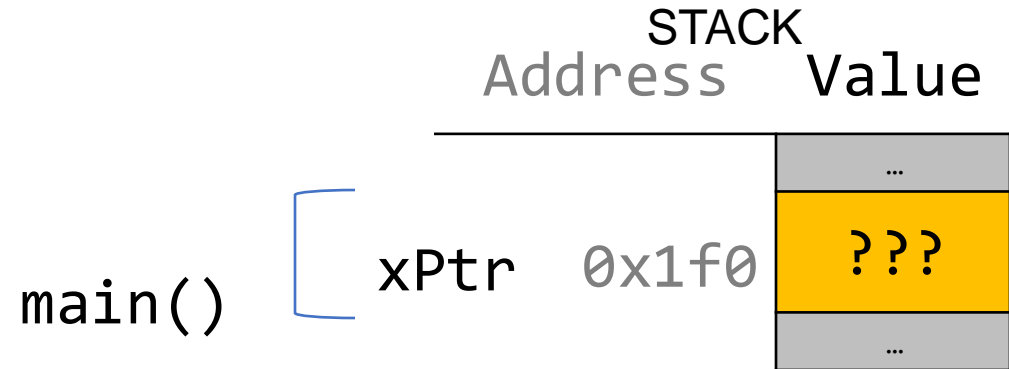 STACK
Address Value
…
xPtr 0x1f0 ???
main()
…